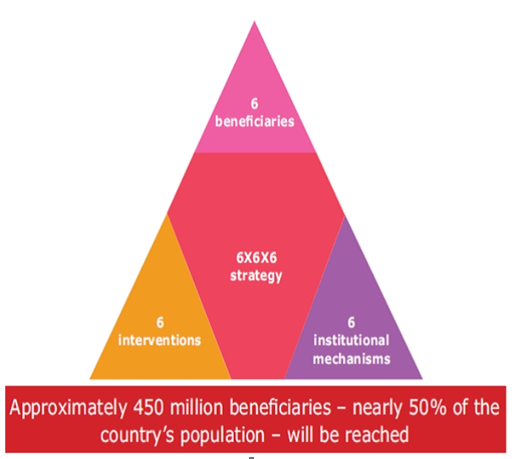 6
beneficiaries
6X6X6
strategy
6
interventions
6
institutional
mechanisms
Approximately 450 million beneficiaries – nearly 50% of the
country’s population – will be reached